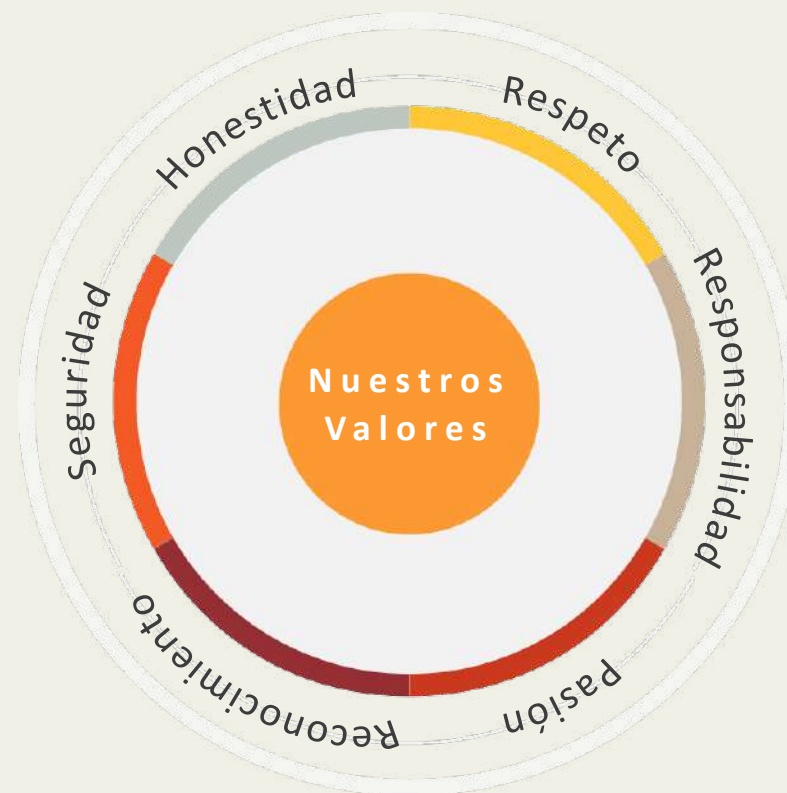 Nuestros
Valores
Respeto
Responsabilidad
Pasión
Reconocimiento
Seguridad
Honestidad